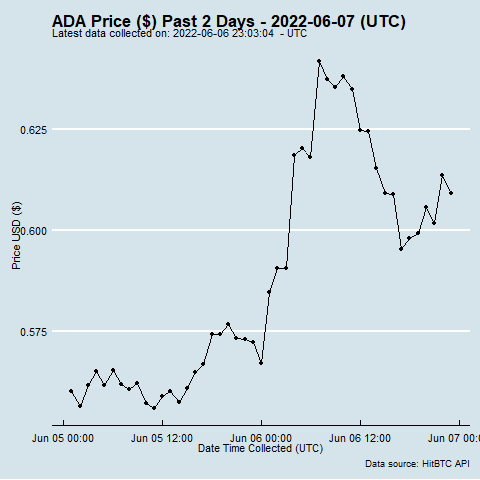 ADA Price ($) Past 2 Days - 2022-06-07 (UTC)
Latest data collected on: 2022-06-06 23:03:04  - UTC
Price USD ($)
0.625
0.600
0.575
Jun 05 00:00
Jun 05 12:00
Jun 06 00:00
Jun 06 12:00
Jun 07 00:0
Date Time Collected (UTC)
Data source: HitBTC API